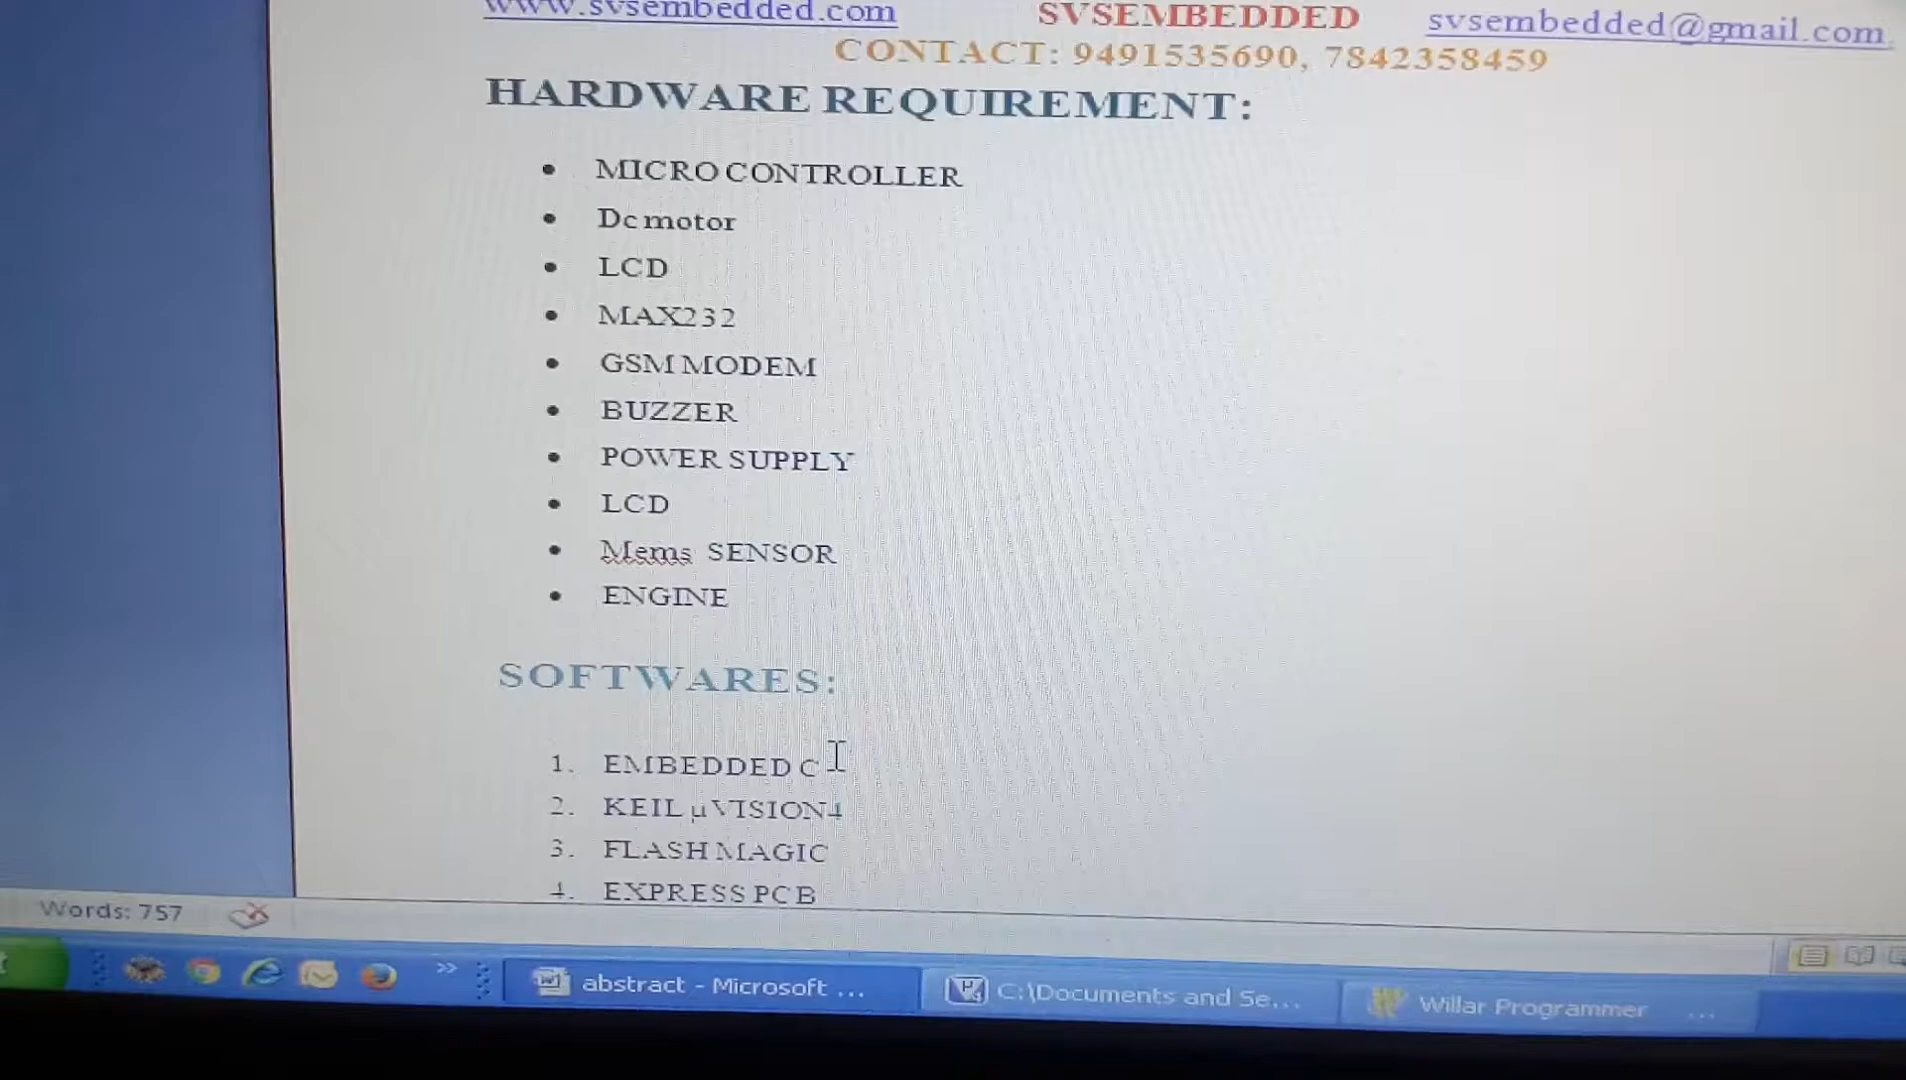 www.svsembedded.com SVSEMBEDDED svsembedded@gmail.com
CONTACT: 9491535690, 7842358459
HARDWARE REQUIREMENT:
• MICRO CONTROLLER
• Dc motor
• LCD
• MAX232
• GSM MODEM
• BUZZER
• POWER SUPPLY
• LCD
• Mems SENSOR
• ENGINE
SOFTWARES:
1. EMBEDDED C
2. KEIL µVISION4
3. FLASH MAGIC
4. EXPRESS PCB
Words: 757
abstract - Microsoft ... C:\Documents and Se... Willar Programmer ...